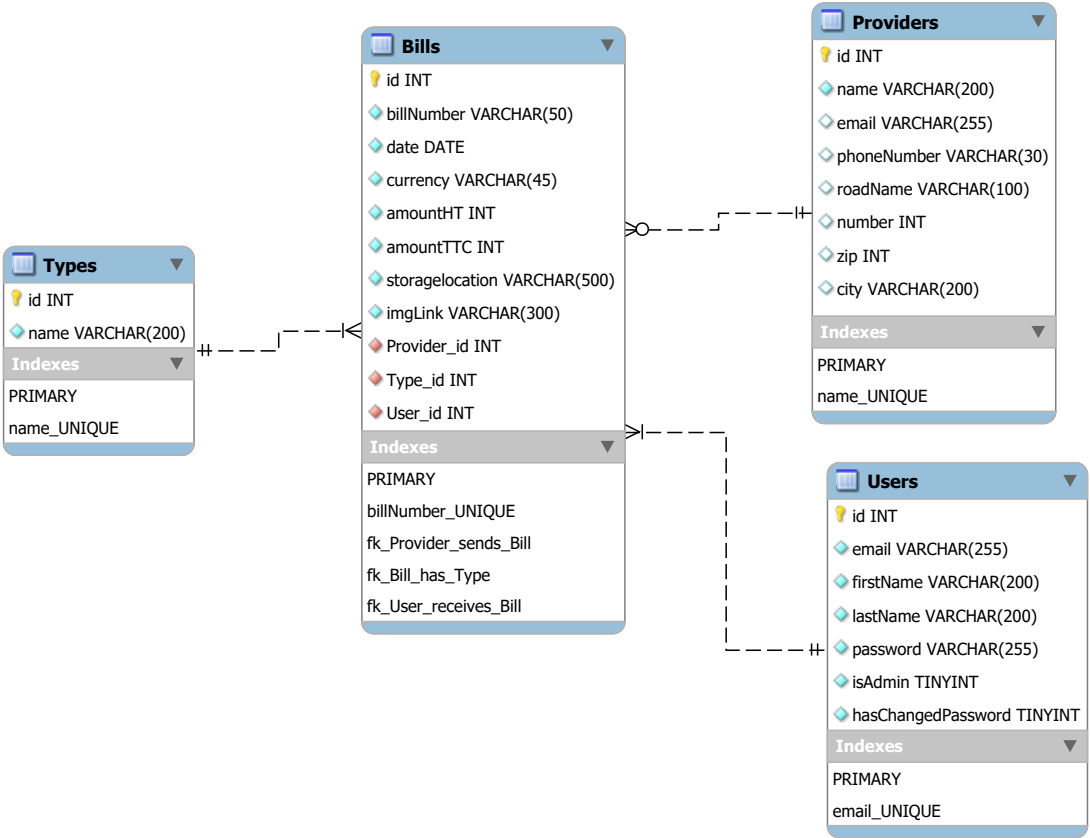 Types
id INT
name VARCHAR(200)
Indexes
PRIMARY
name_UNIQUE
Bills
id INT
billNumber VARCHAR(50)
date DATE
currency VARCHAR(45)
amountHT INT
amountTTC INT
storagelocation VARCHAR(500)
imgLink VARCHAR(300)
Provider_id INT
Type_id INT
User_id INT
Indexes
PRIMARY
billNumber_UNIQUE
fk_Provider_sends_Bill
fk_Bill_has_Type
fk_User_receives_Bill
Providers
id INT
name VARCHAR(200)
email VARCHAR(255)
phoneNumber VARCHAR(30)
roadName VARCHAR(100)
number INT
zip INT
city VARCHAR(200)
Indexes
PRIMARY
name_UNIQUE
Users
id INT
email VARCHAR(255)
firstName VARCHAR(200)
lastName VARCHAR(200)
password VARCHAR(255)
isAdmin TINYINT
hasChangedPassword TINYINT
Indexes
PRIMARY
email_UNIQUE